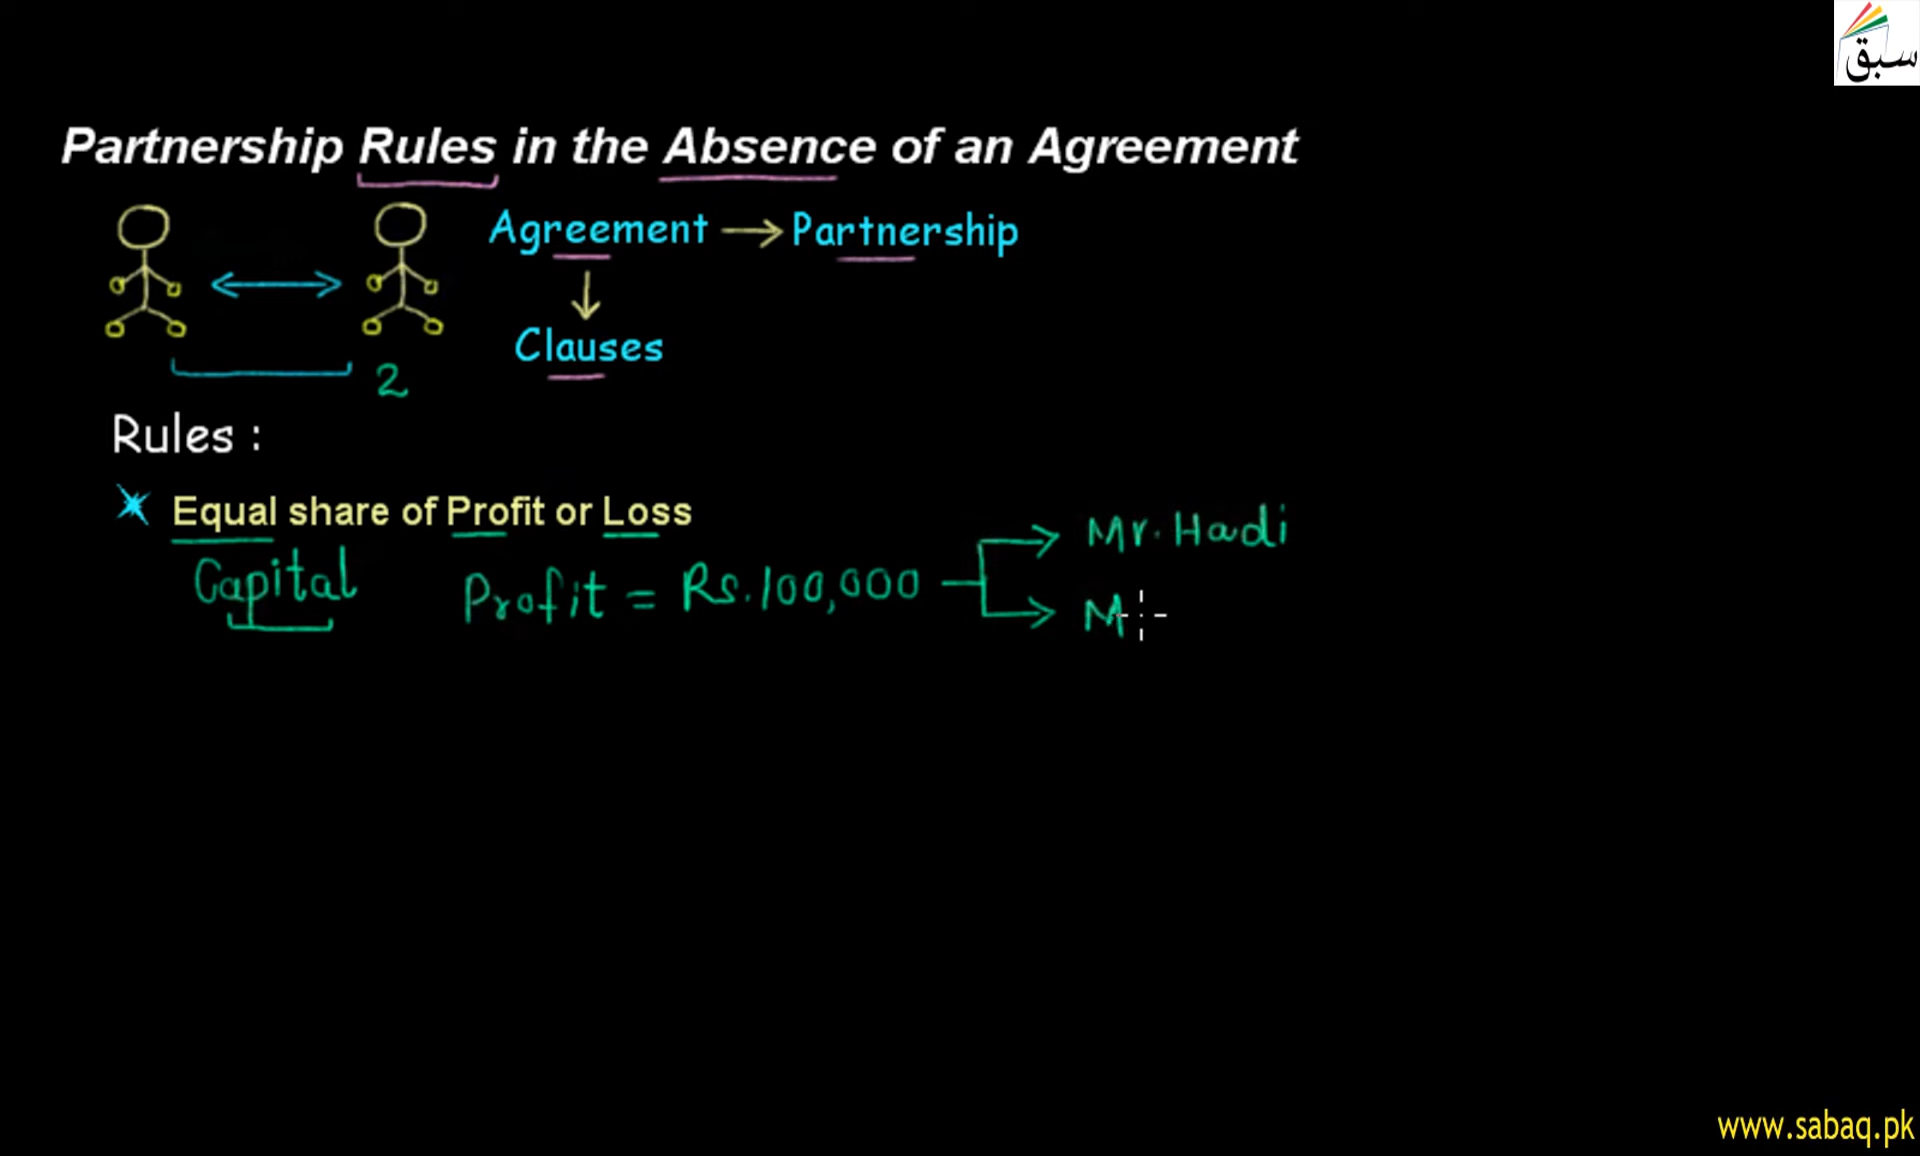 سبق
Partnership Rules in the Absence of an Agreement
Agreement → Partnership
Clauses
2
Rules :
Equal share of Profit or Loss
Capital
Profit = Rs.100,000
Mr. Hadi
M
www.sabaq.pk